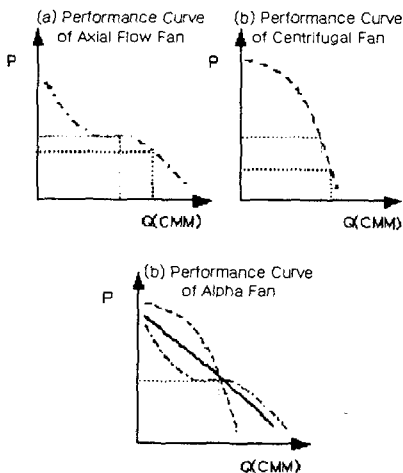 (a) Performance Curve
of Axial Flow Fan
P
Q(CMM)
(b) Performance Curve
of Centrifugal Fan
P
Q(CMM)
(b) Performance Curve
of Alpha Fan
P
Q(CMM)